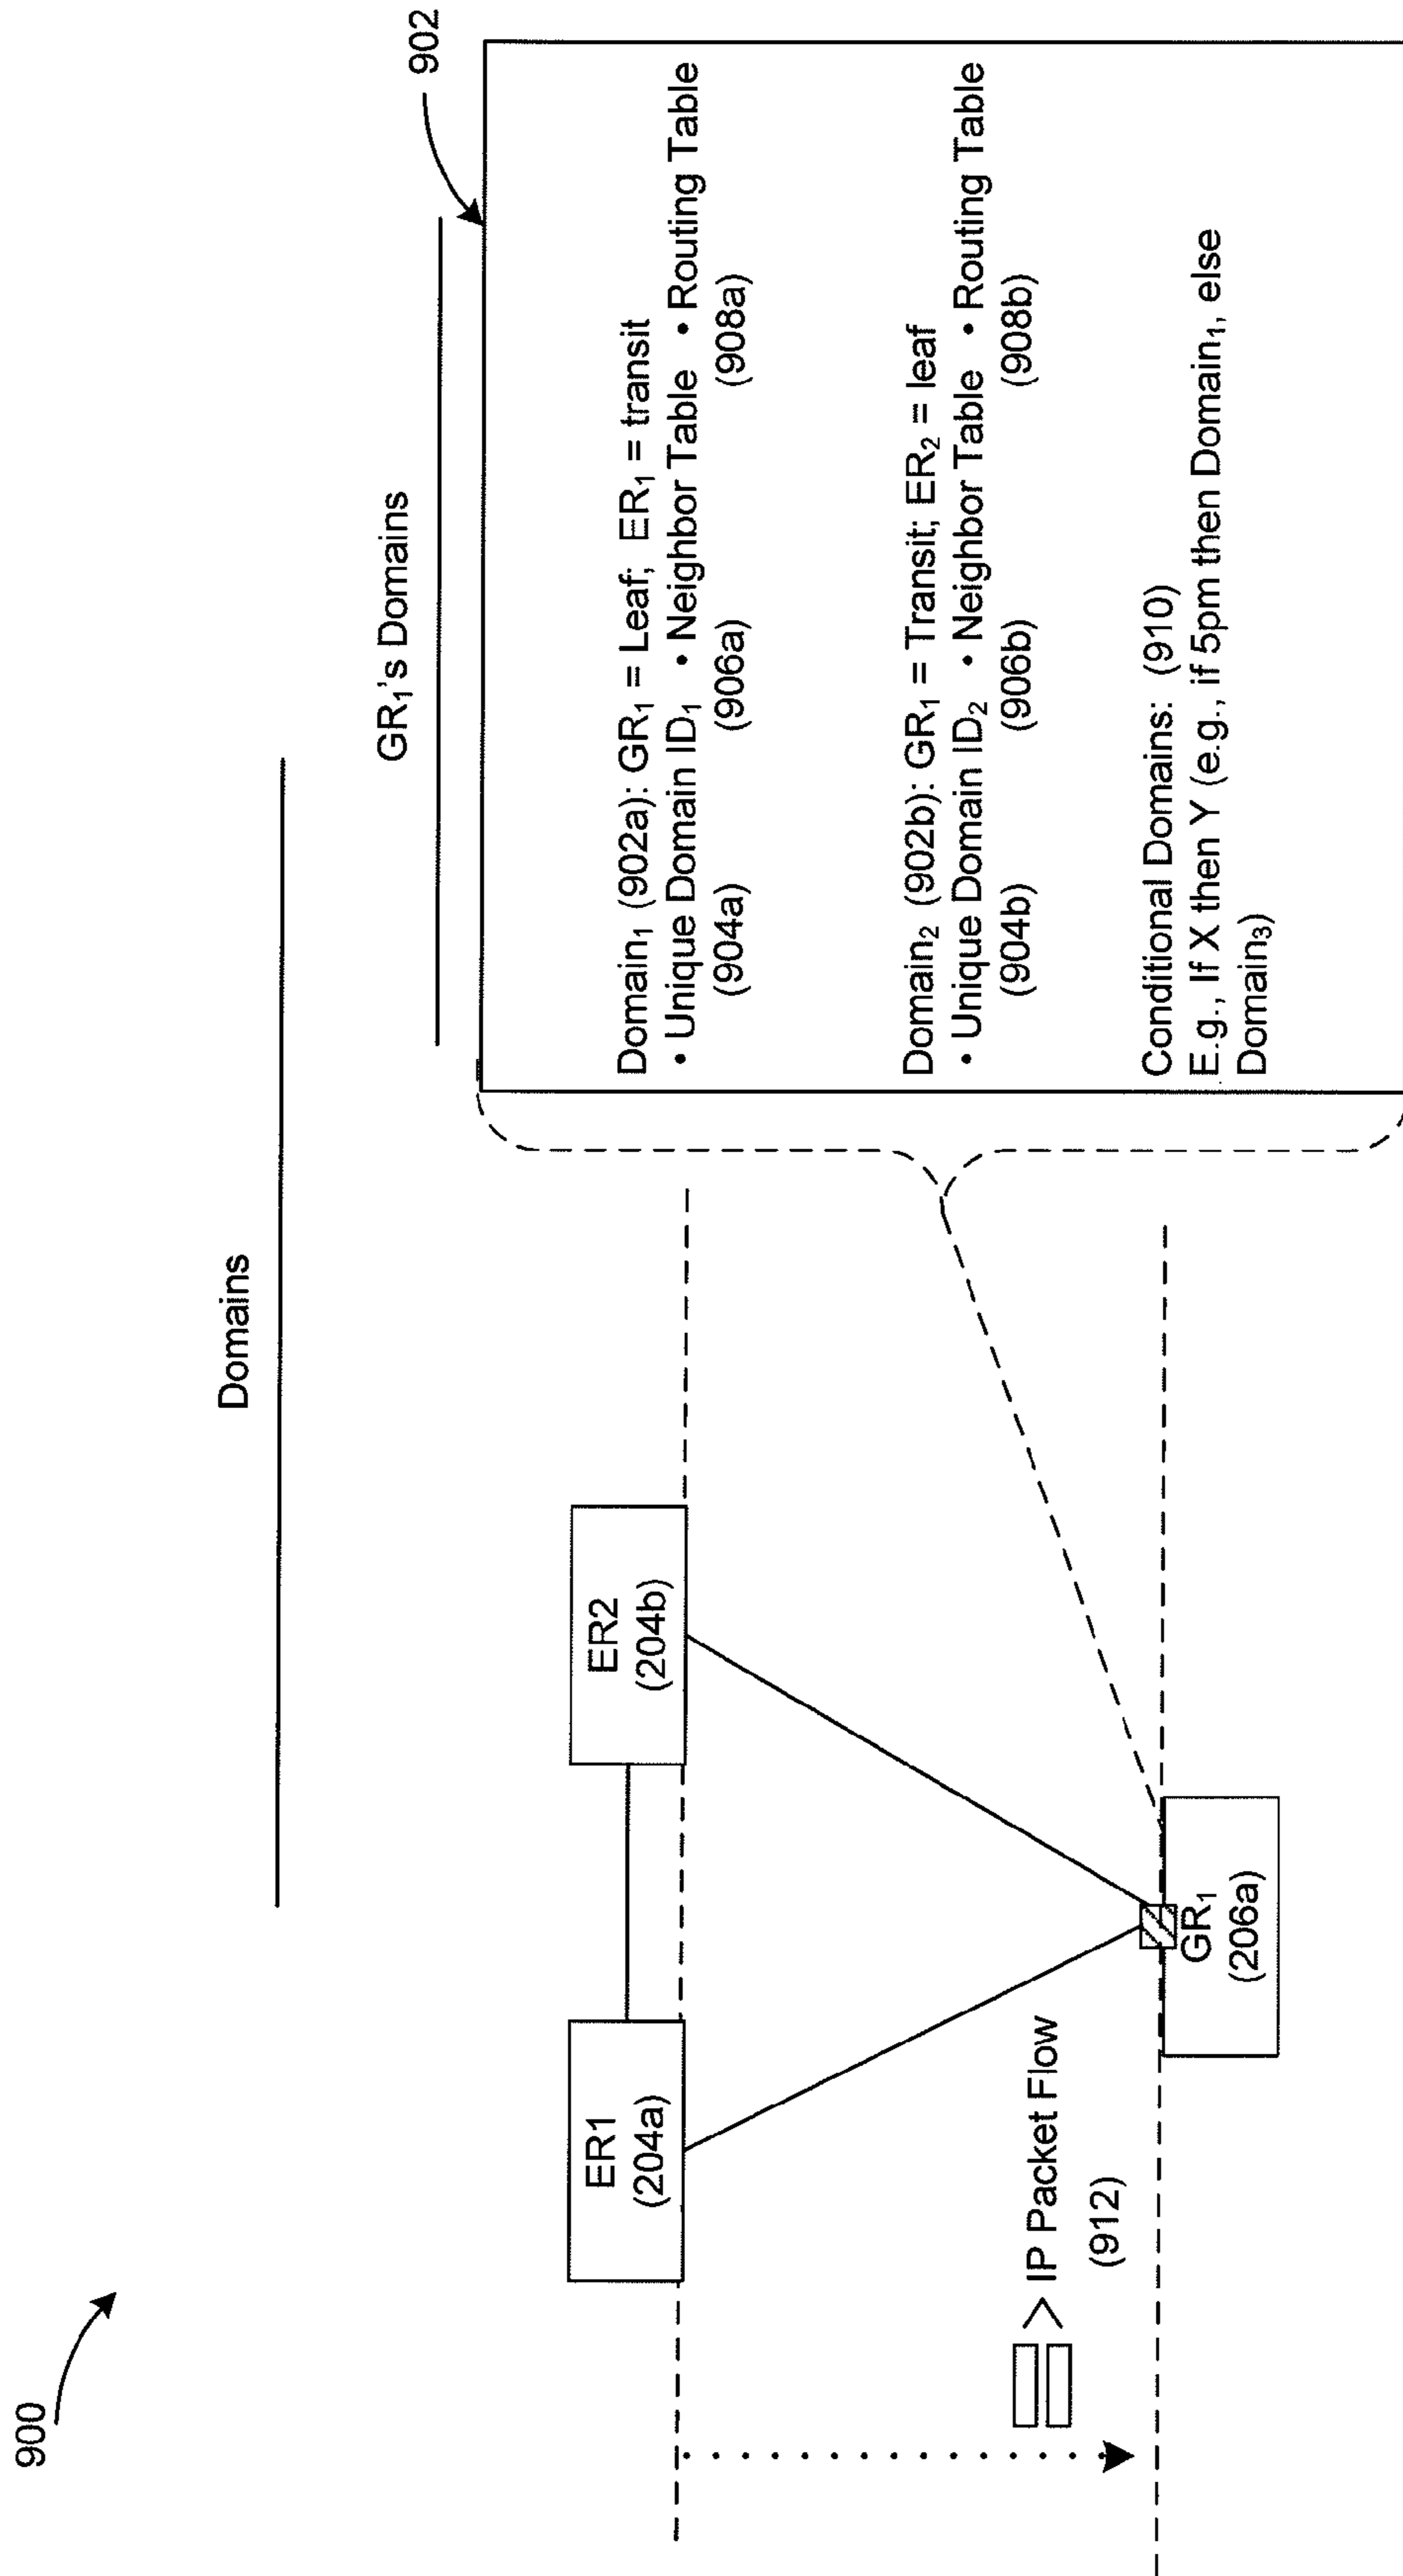 900
Domains
GR₁'s Domains
902
ER1
(204a)
ER2
(204b)
IP Packet Flow
(912)
GR₁
(206a)
Domain₁ (902a): GR₁ = Leaf; ER₁ = transit
• Unique Domain ID₁ • Neighbor Table • Routing Table
(904a) (906a) (908a)
Domain₂ (902b): GR₁ = Transit; ER₂ = leaf
• Unique Domain ID₂ • Neighbor Table • Routing Table
(904b) (906b) (908b)
Conditional Domains: (910)
E.g., If X then Y (e.g., if 5pm then Domain₁, else
Domain₃)